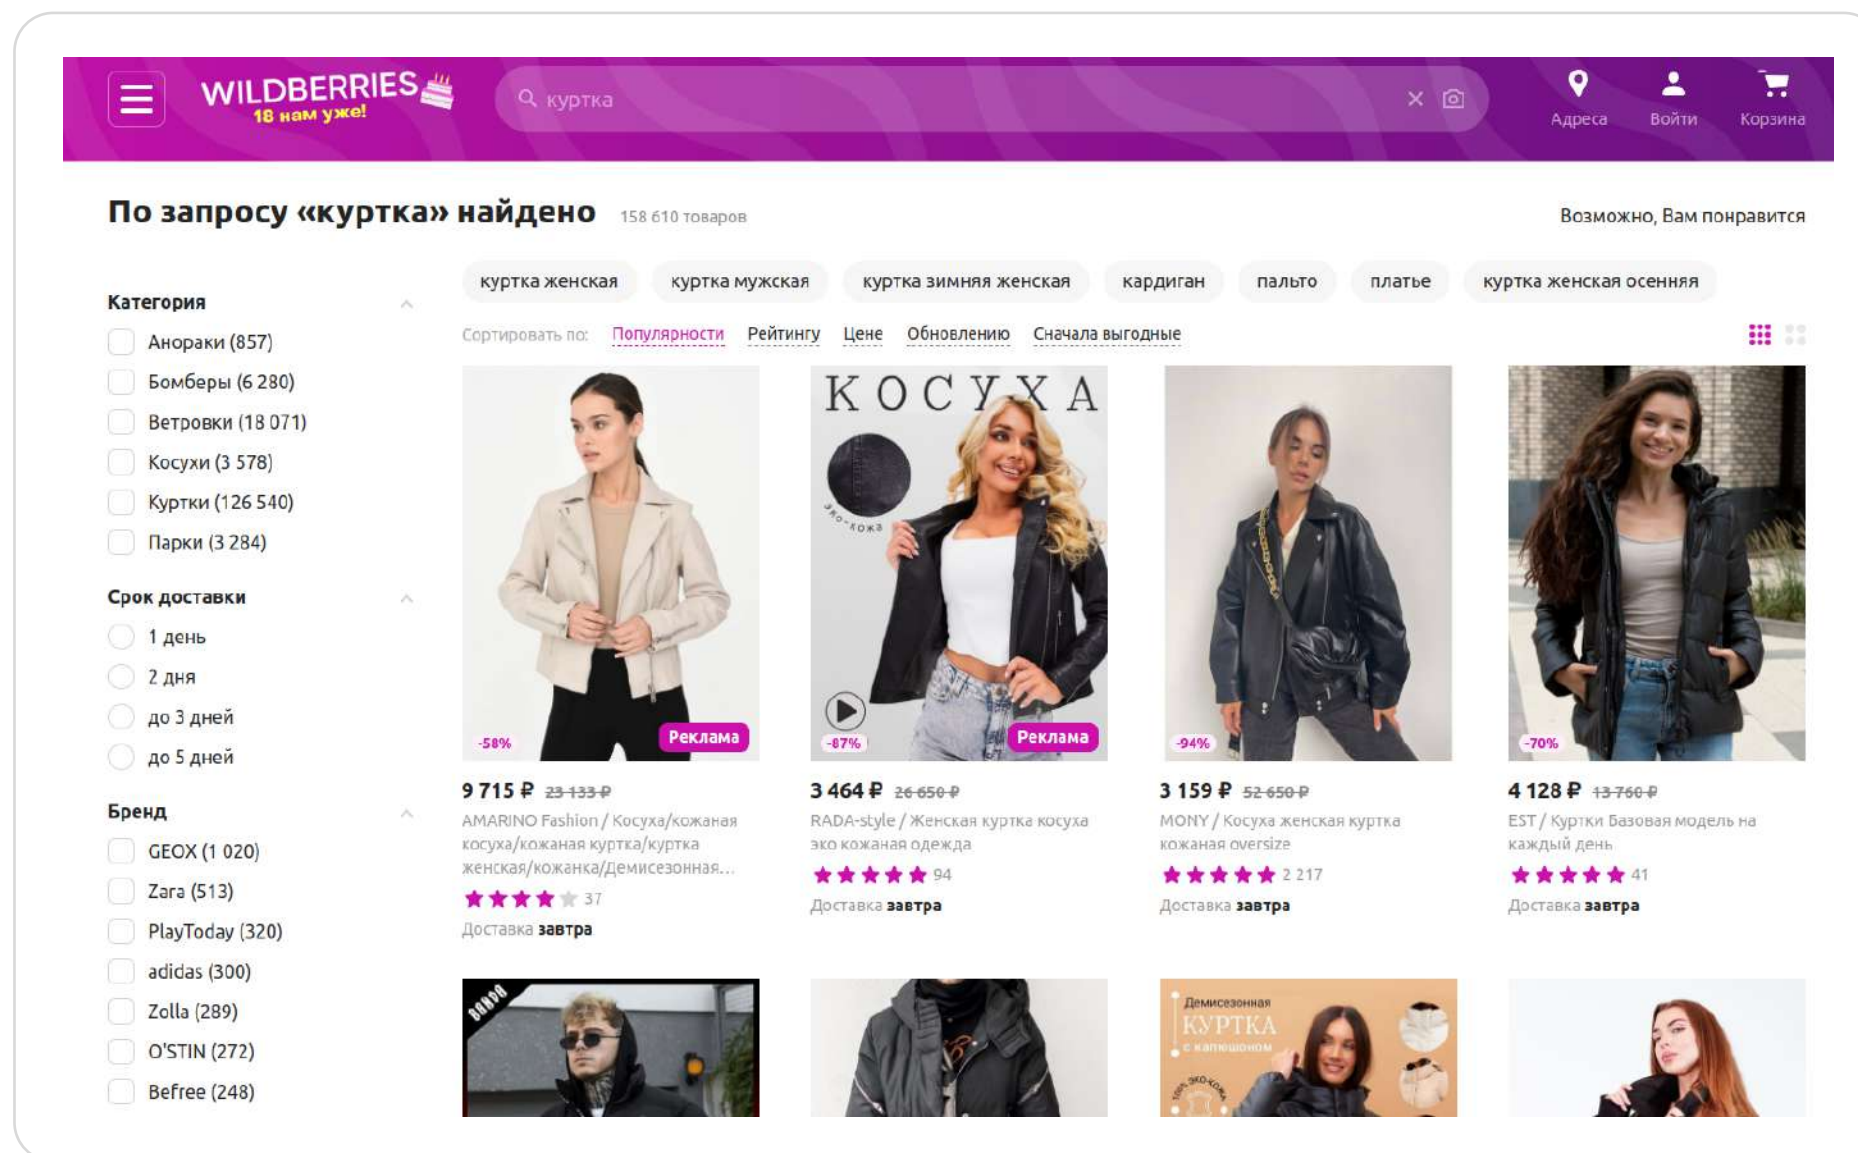 WILDBERRIES
18 нам уже!
куртка
Адреса
Войти
Корзина
По запросу «куртка» найдено 158 610 товаров
Возможно, Вам понравится
куртка женская
куртка мужская
куртка зимняя женская
кардиган
пальто
платье
куртка женская осенняя
Сортировать по: Популярности Рейтингу Цене Обновлению Сначала выгодные
Категория
Анораки (857)
Бомберы (6 280)
Ветровки (18 071)
Косухи (3 578)
Куртки (126 540)
Парки (3 284)
Срок доставки
1 день
2 дня
до 3 дней
до 5 дней
Бренд
GEOX (1 020)
Zara (513)
PlayToday (320)
adidas (300)
Zolla (289)
O'STIN (272)
Befree (248)
-58%
Реклама
9 715 ₽ 23 133 ₽
AMARINO Fashion / Косуха/кожаная
косуха/кожаная куртка/куртка
женская/кожанка/Демисезонная...
37
Доставка завтра
КОСУХА
эко-кожа
-87%
Реклама
3 464 ₽ 26 650 ₽
RADA-style / Женская куртка косуха
эко кожаная одежда
94
Доставка завтра
-94%
3 159 ₽ 52 650 ₽
MONY / Косуха женская куртка
кожаная oversize
2 217
Доставка завтра
-70%
4 128 ₽ 13 760 ₽
EST / Куртки Базовая модель на
каждый день
41
Доставка завтра
Демисезонная
КУРТКА
с капюшоном
100% ЭКО-КОЖА